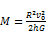 M = R²v₀²/2hG